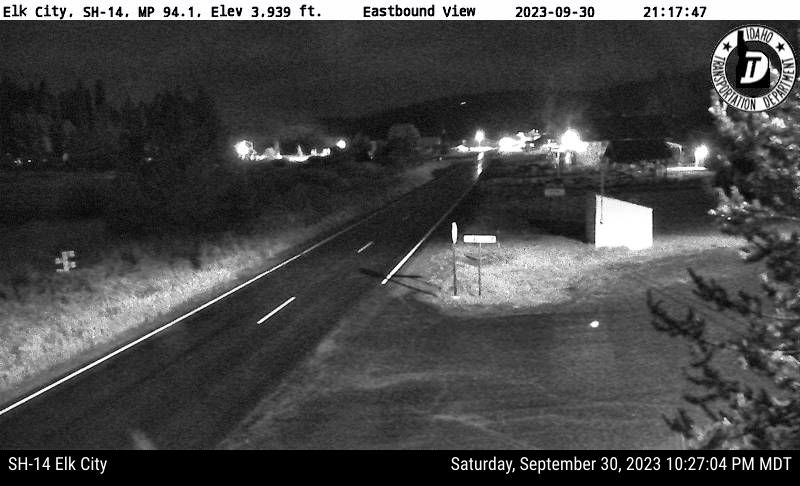 Elk City, SH-14, MP 94.1, Elev 3,939 ft. Eastbound View 2023-09-30 21:17:47
IDAHO
TRANSPORTATION DEPARTMENT
SH-14 Elk City
Saturday, September 30, 2023 10:27:04 PM MDT